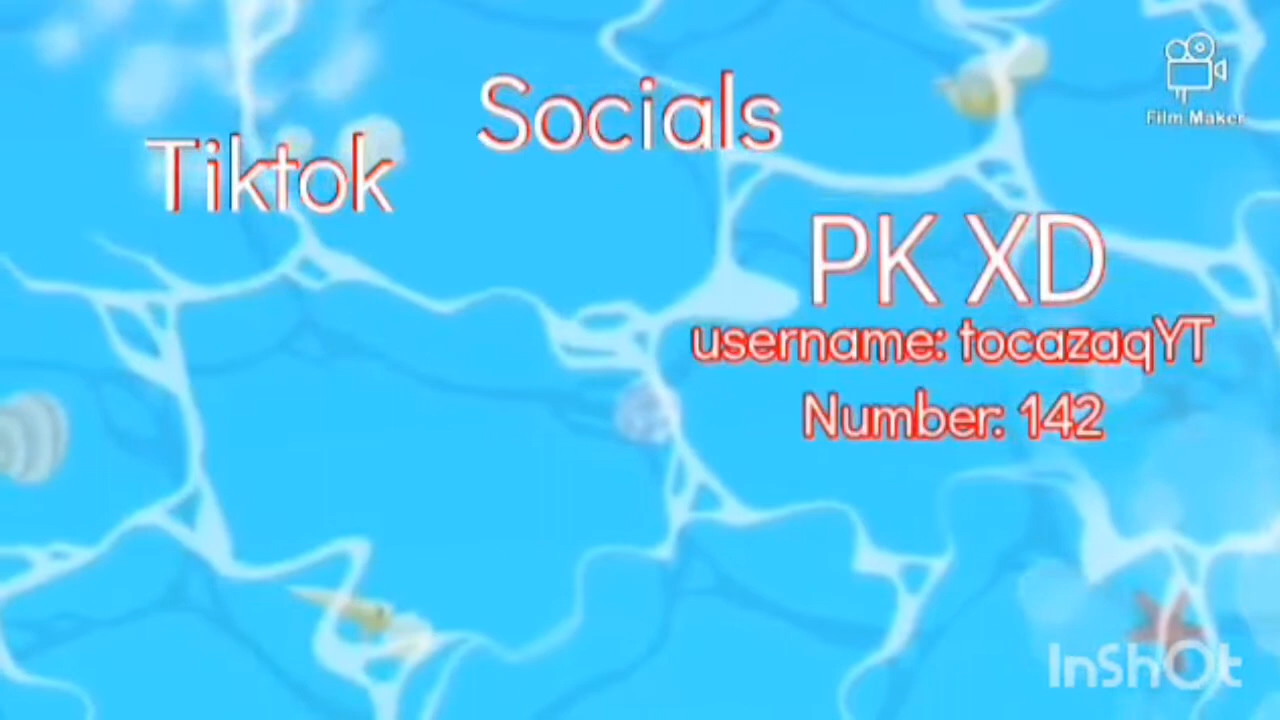 Socials
Tiktok
PK XD
username: tocazaqYT
Number: 142
Film Maker
InShOt